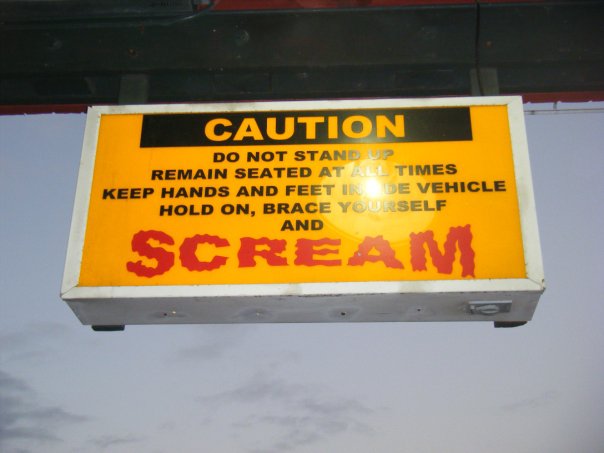 CAUTION
DO NOT STAND UP
REMAIN SEATED AT ALL TIMES
KEEP HANDS AND FEET INSIDE VEHICLE
HOLD ON, BRACE YOURSELF
AND
SCREAM